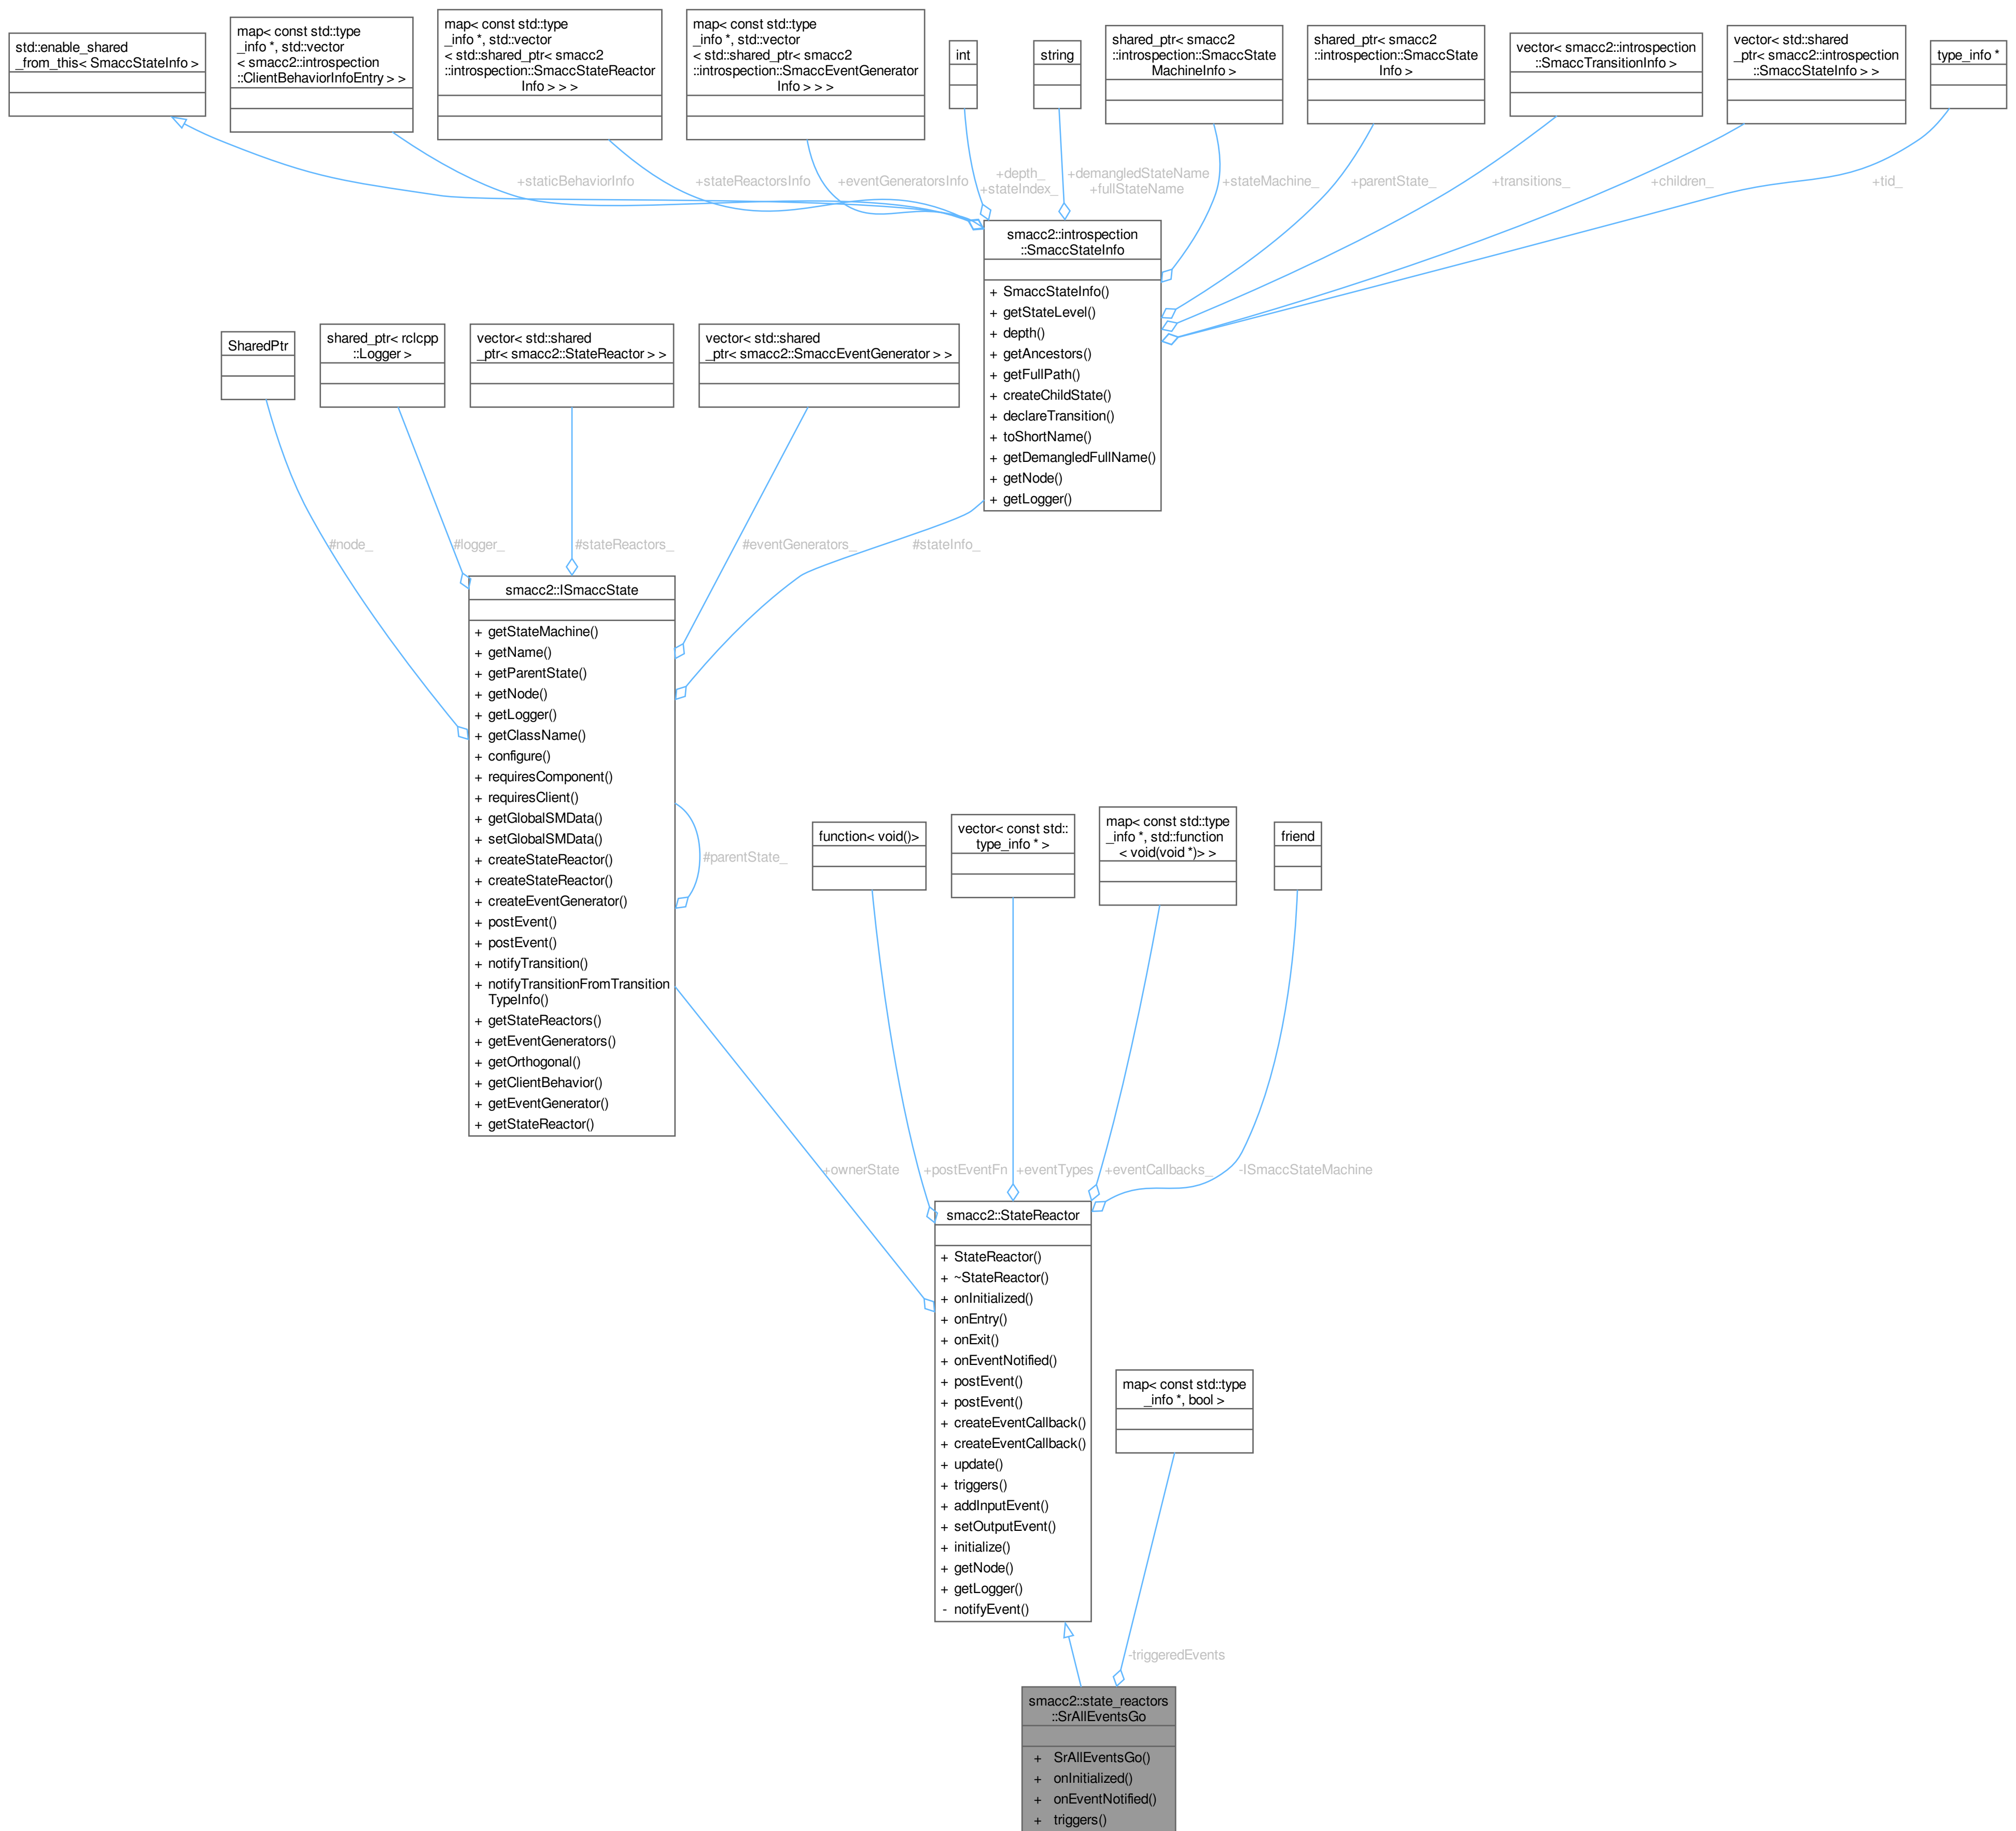 std::enable_shared
_from_this< SmaccStateInfo >
map< const std::type
_info *, std::vector
< smacc2::introspection
::ClientBehaviorInfoEntry > >
map< const std::type
_info *, std::vector
< std::shared_ptr< smacc2
::introspection::SmaccStateReactor
Info > > >
map< const std::type
_info *, std::vector
< std::shared_ptr< smacc2
::introspection::SmaccEventGenerator
Info > > >
int
string
shared_ptr< smacc2
::introspection::SmaccState
MachineInfo >
shared_ptr< smacc2
::introspection::SmaccState
Info >
vector< smacc2::introspection
::SmaccTransitionInfo >
vector< std::shared
_ptr< smacc2::introspection
::SmaccStateInfo > >
type_info *
+staticBehaviorInfo
+stateReactorsInfo
+eventGeneratorsInfo
+depth_
+stateIndex_
+demangledStateName
+fullStateName
+stateMachine_
+parentState_
+transitions_
+children_
+tid_
smacc2::introspection
::SmaccStateInfo
+ SmaccStateInfo()
+ getStateLevel()
+ depth()
+ getAncestors()
+ getFullPath()
+ createChildState()
+ declareTransition()
+ toShortName()
+ getDemangledFullName()
+ getNode()
+ getLogger()
SharedPtr
shared_ptr< rclcpp
::Logger >
vector< std::shared
_ptr< smacc2::StateReactor > >
vector< std::shared
_ptr< smacc2::SmaccEventGenerator > >
#node_
#logger_
#stateReactors_
#eventGenerators_
#stateInfo_
smacc2::ISmaccState
+ getStateMachine()
+ getName()
+ getParentState()
+ getNode()
+ getLogger()
+ getClassName()
+ configure()
+ requiresComponent()
+ requiresClient()
+ getGlobalSMData()
+ setGlobalSMData()
+ createStateReactor()
+ createStateReactor()
+ createEventGenerator()
+ postEvent()
+ postEvent()
+ notifyTransition()
+ notifyTransitionFromTransition
TypeInfo()
+ getStateReactors()
+ getEventGenerators()
+ getOrthogonal()
+ getClientBehavior()
+ getEventGenerator()
+ getStateReactor()
#parentState_
function< void()>
vector< const std::
type_info * >
map< const std::type
_info *, std::function
< void(void *)> >
friend
+ownerState
+postEventFn
+eventTypes
+eventCallbacks_
-ISmaccStateMachine
smacc2::StateReactor
+ StateReactor()
+ ~StateReactor()
+ onInitialized()
+ onEntry()
+ onExit()
+ onEventNotified()
+ postEvent()
+ postEvent()
+ createEventCallback()
+ createEventCallback()
+ update()
+ triggers()
+ addInputEvent()
+ setOutputEvent()
+ initialize()
+ getNode()
+ getLogger()
- notifyEvent()
map< const std::type
_info *, bool >
-triggeredEvents
smacc2::state_reactors
::SrAllEventsGo
+ SrAllEventsGo()
+ onInitialized()
+ onEventNotified()
+ triggers()